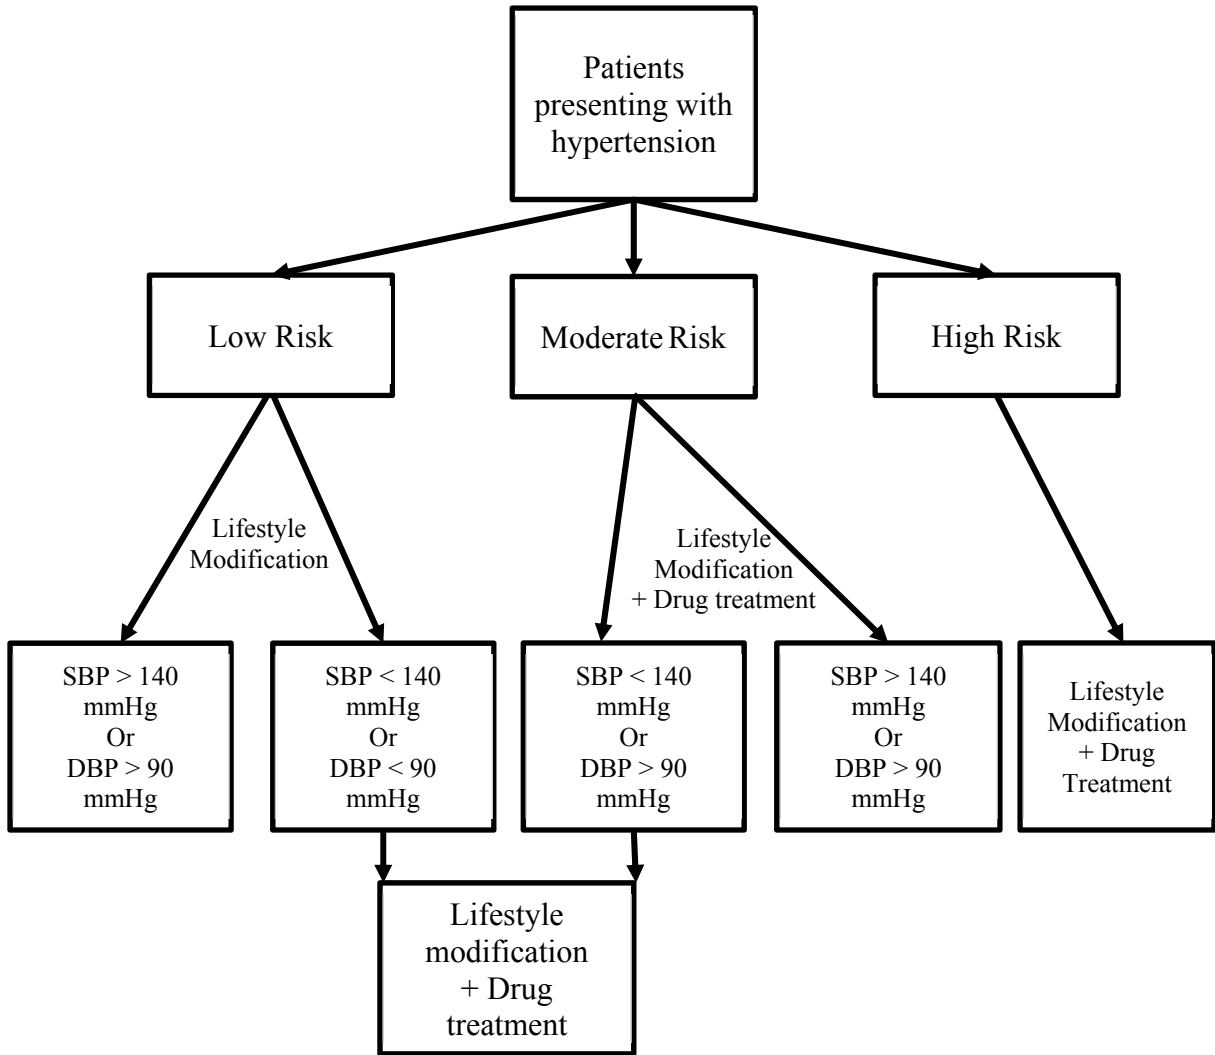 Patients
presenting with
hypertension
Low Risk
Moderate Risk
High Risk
Lifestyle
Modification
Lifestyle
Modification
+ Drug treatment
SBP > 140
mmHg
Or
DBP > 90
mmHg
SBP < 140
mmHg
Or
DBP < 90
mmHg
SBP < 140
mmHg
Or
DBP > 90
mmHg
SBP > 140
mmHg
Or
DBP > 90
mmHg
Lifestyle
Modification
+ Drug
Treatment
Lifestyle
modification
+ Drug
treatment